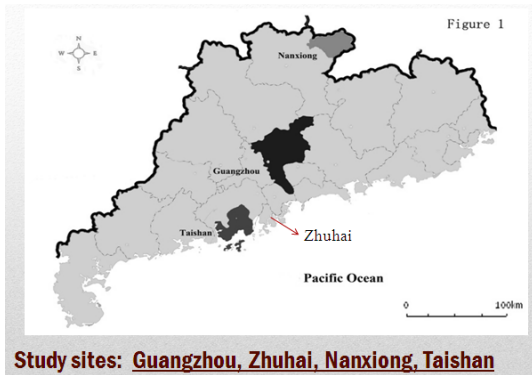 Figure 1
N
W E
S
Nanxiong
Guangzhou
Taishan
Zhuhai
Pacific Ocean
0 100km
Study sites: Guangzhou, Zhuhai, Nanxiong, Taishan